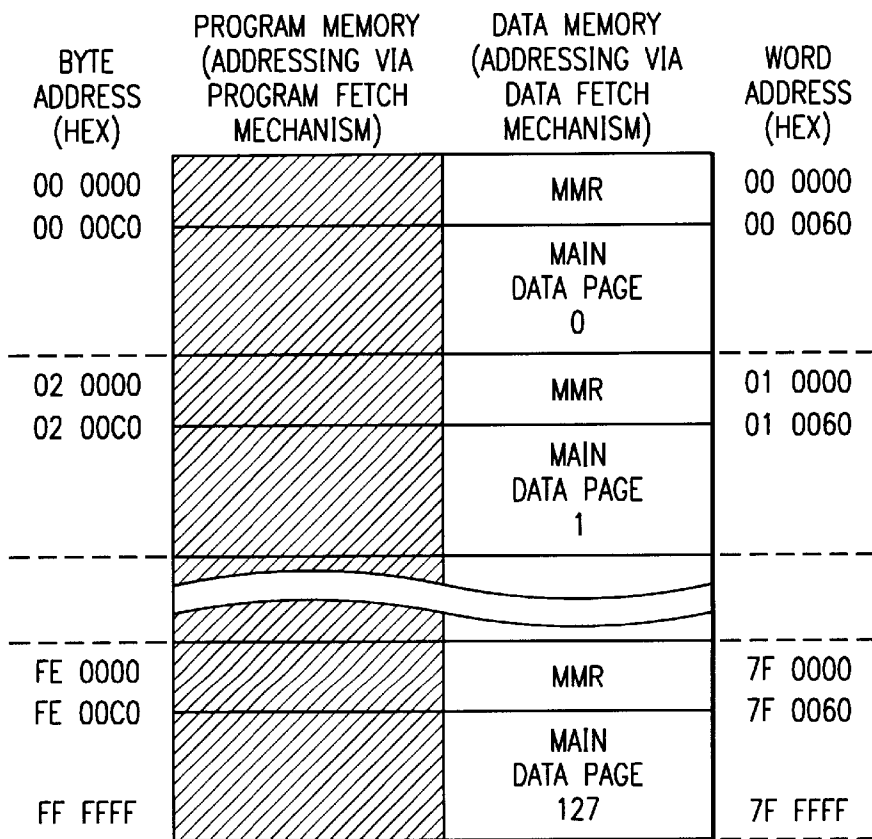 BYTE
ADDRESS
(HEX)
PROGRAM MEMORY
(ADDRESSING VIA
PROGRAM FETCH
MECHANISM)
DATA MEMORY
(ADDRESSING VIA
DATA FETCH
MECHANISM)
WORD
ADDRESS
(HEX)
00 0000
MMR
00 0000
00 00C0
00 0060
MAIN
DATA PAGE
0
02 0000
MMR
01 0000
02 00C0
01 0060
MAIN
DATA PAGE
1
FE 0000
MMR
7F 0000
FE 00C0
7F 0060
MAIN
DATA PAGE
127
FF FFFF
7F FFFF